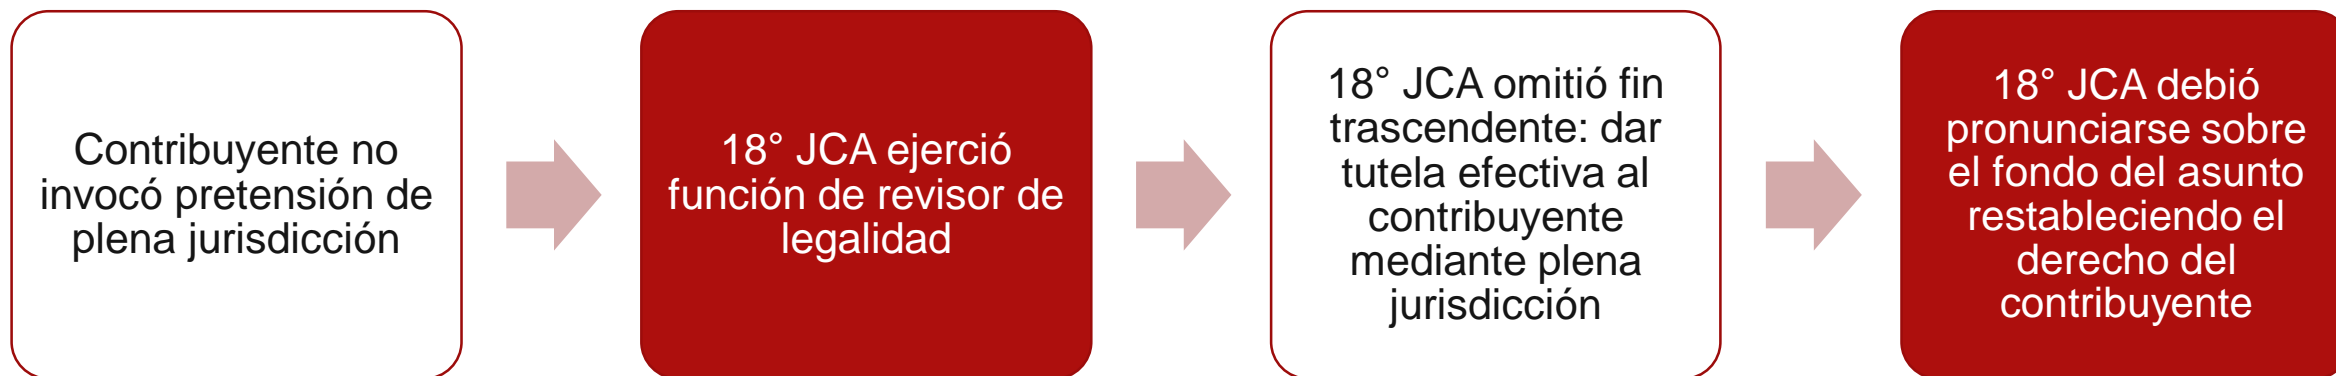 Contribuyente no
invocó pretensión de
plena jurisdicción
18° JCA ejerció
función de revisor de
legalidad
18° JCA omitió fin
trascendente: dar
tutela efectiva al
contribuyente
mediante plena
jurisdicción
18° JCA debió
pronunciarse sobre
el fondo del asunto
restableciendo el
derecho del
contribuyente